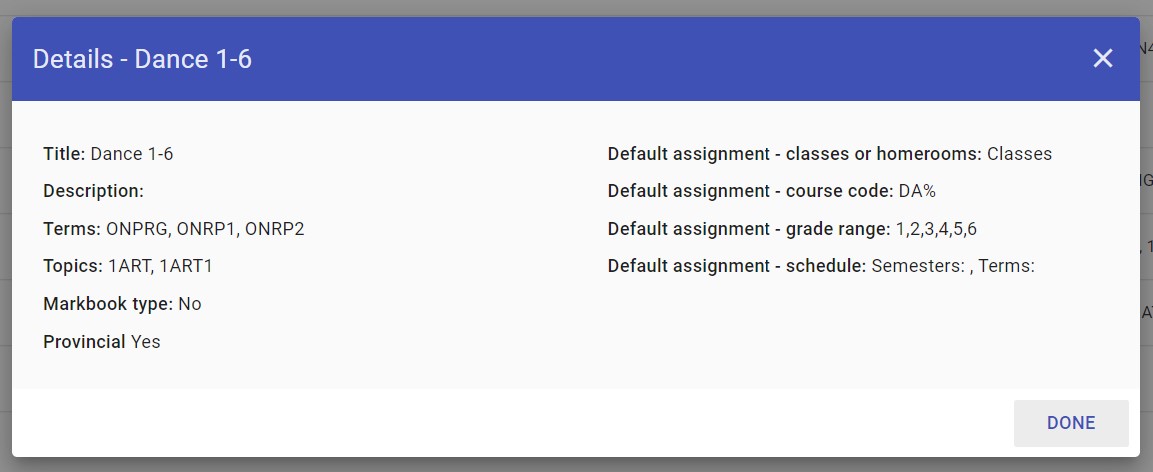 Details - Dance 1-6
Title: Dance 1-6
Description:
Terms: ONPRG, ONRP1, ONRP2
Topics: 1ART, 1ART1
Markbook type: No
Provincial Yes
Default assignment - classes or homerooms: Classes
Default assignment - course code: DA%
Default assignment - grade range: 1,2,3,4,5,6
Default assignment - schedule: Semesters: , Terms:
DONE